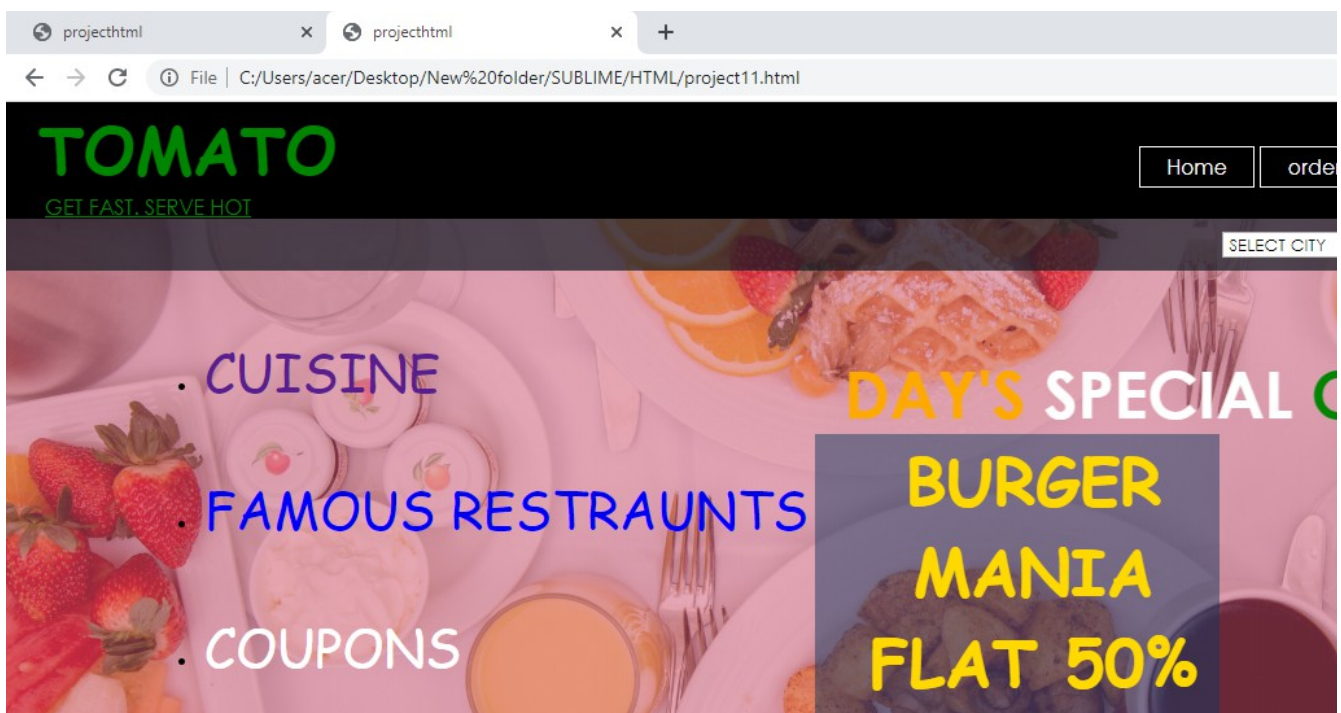 projecthtml
projecthtml
File
C:/Users/acer/Desktop/New%20folder/SUBLIME/HTML/project11.html
TOMATO
GET FAST. SERVE HOT
Home
order
SELECT CITY
CUISINE
DAY'S SPECIAL
FAMOUS RESTRAUNTS
BURGER
MANIA
FLAT 50%
COUPONS